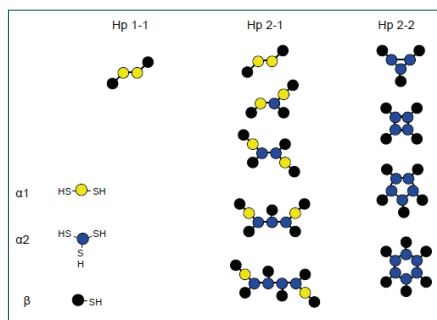 Hp 1-1 Hp 2-1 Hp 2-2
α1 HS SH
α2 HS SH
S
H
β SH